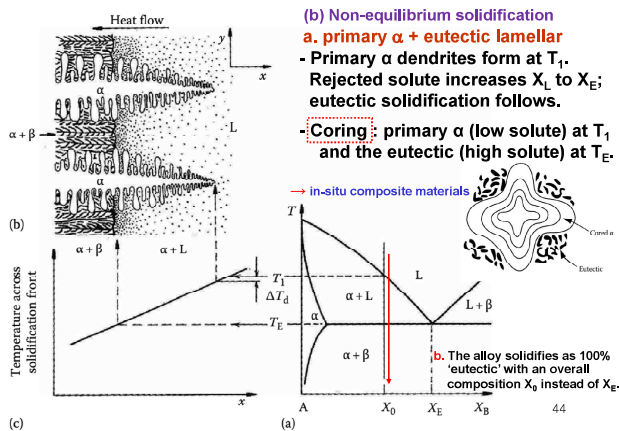 (b) Non-equilibrium solidification
a. primary α + eutectic lamellar
- Primary α dendrites form at T1.
Rejected solute increases XL to XE;
eutectic solidification follows.
- Coring : primary α (low solute) at T1
and the eutectic (high solute) at TE.
→ in-situ composite materials
Heat flow
y
x
α
L
α + β
α
(b)
Cored α
Eutectic
α + β
α + L
T1
ΔTd
TE
Temperature across
solidification frort
x
(c)
T
L
α + L
L + β
α
α + β
A
X0
XE
XB
(a)
b. The alloy solidifies as 100%
'eutectic' with an overall
composition X0 instead of XE.
44